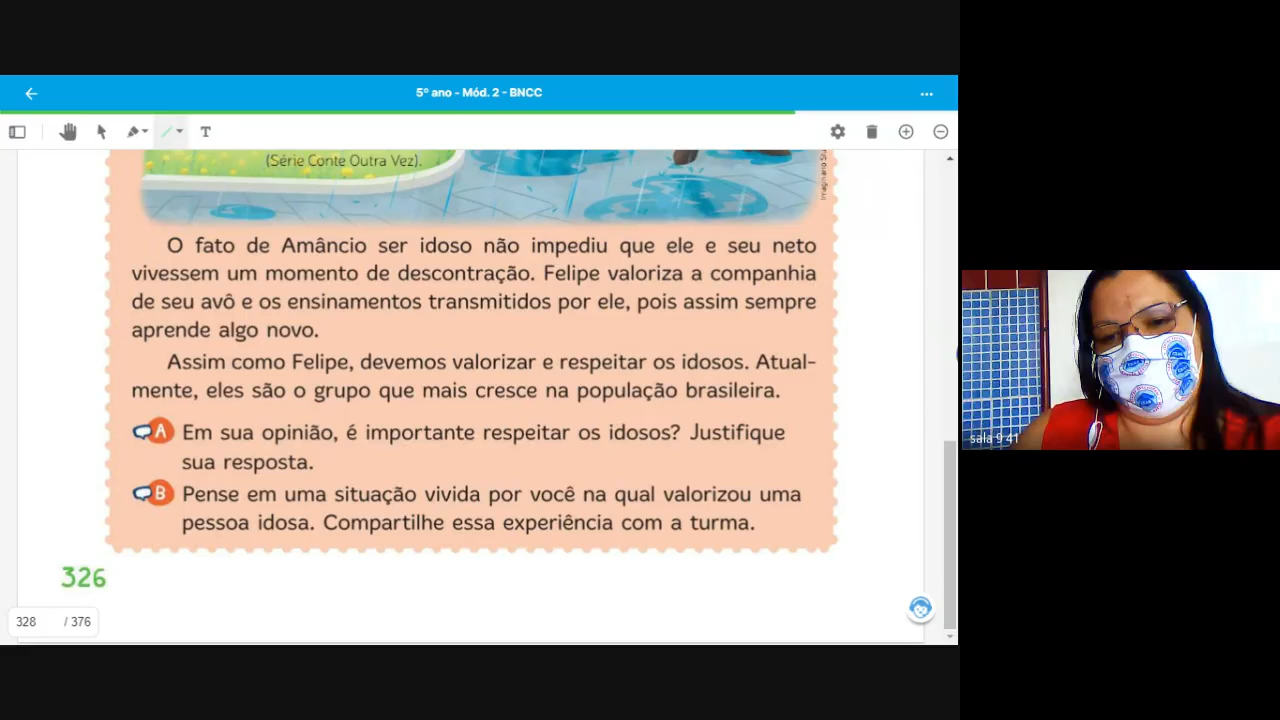 5º ano - Mód. 2 - BNCC
T
(Série Conte Outra Vez).
O fato de Amâncio ser idoso não impediu que ele e seu neto
vivessem um momento de descontração. Felipe valoriza a companhia
de seu avô e os ensinamentos transmitidos por ele, pois assim sempre
aprende algo novo.
Assim como Felipe, devemos valorizar e respeitar os idosos. Atual-
mente, eles são o grupo que mais cresce na população brasileira.
A Em sua opinião, é importante respeitar os idosos? Justifique
sua resposta.
B Pense em uma situação vivida por você na qual valorizou uma
pessoa idosa. Compartilhe essa experiência com a turma.
326
328 / 376
sala 9 41